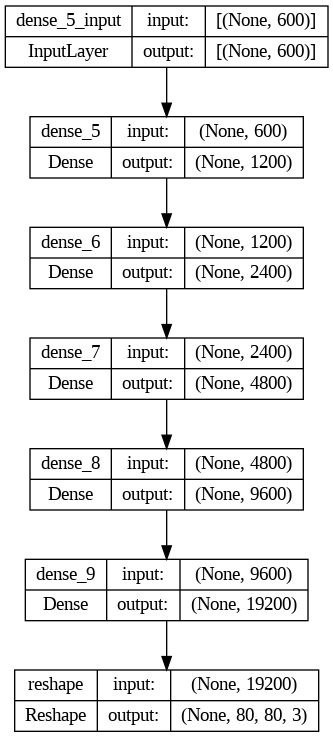 dense_5_input input: [(None, 600)]
InputLayer output: [(None, 600)]
dense_5 input: (None, 600)
Dense output: (None, 1200)
dense_6 input: (None, 1200)
Dense output: (None, 2400)
dense_7 input: (None, 2400)
Dense output: (None, 4800)
dense_8 input: (None, 4800)
Dense output: (None, 9600)
dense_9 input: (None, 9600)
Dense output: (None, 19200)
reshape input: (None, 19200)
Reshape output: (None, 80, 80, 3)